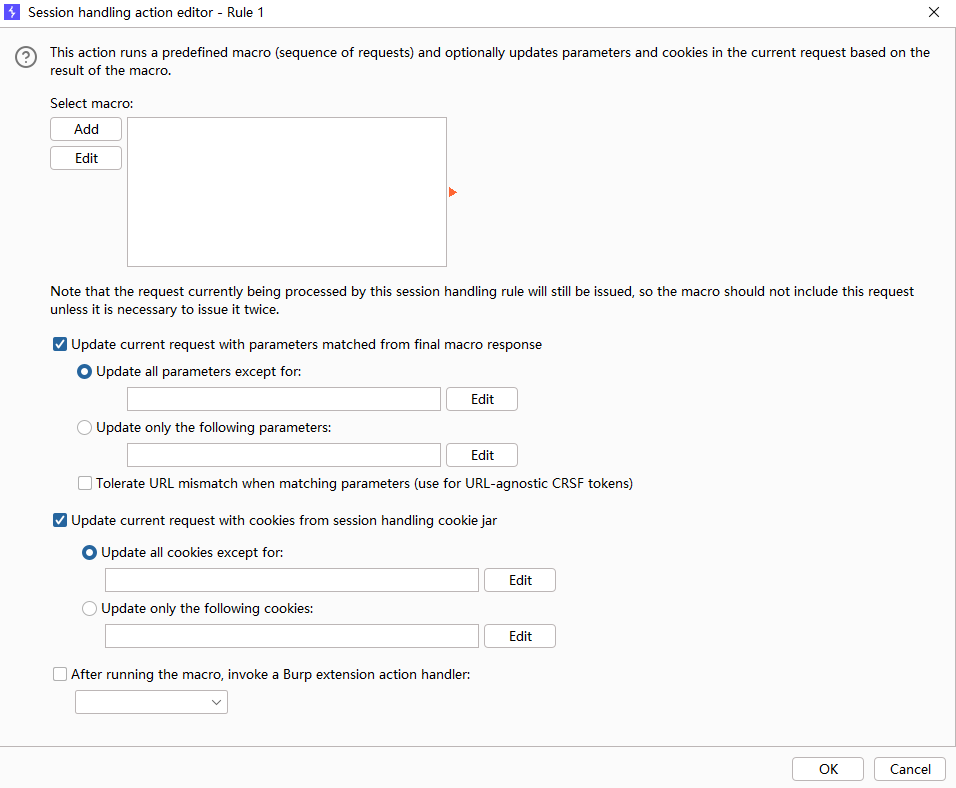 Session handling action editor - Rule 1
This action runs a predefined macro (sequence of requests) and optionally updates parameters and cookies in the current request based on the
result of the macro.
Select macro:
Add
Edit
Note that the request currently being processed by this session handling rule will still be issued, so the macro should not include this request
unless it is necessary to issue it twice.
Update current request with parameters matched from final macro response
Update all parameters except for:
Edit
Update only the following parameters:
Edit
Tolerate URL mismatch when matching parameters (use for URL-agnostic CRSF tokens)
Update current request with cookies from session handling cookie jar
Update all cookies except for:
Edit
Update only the following cookies:
Edit
After running the macro, invoke a Burp extension action handler:
OK
Cancel